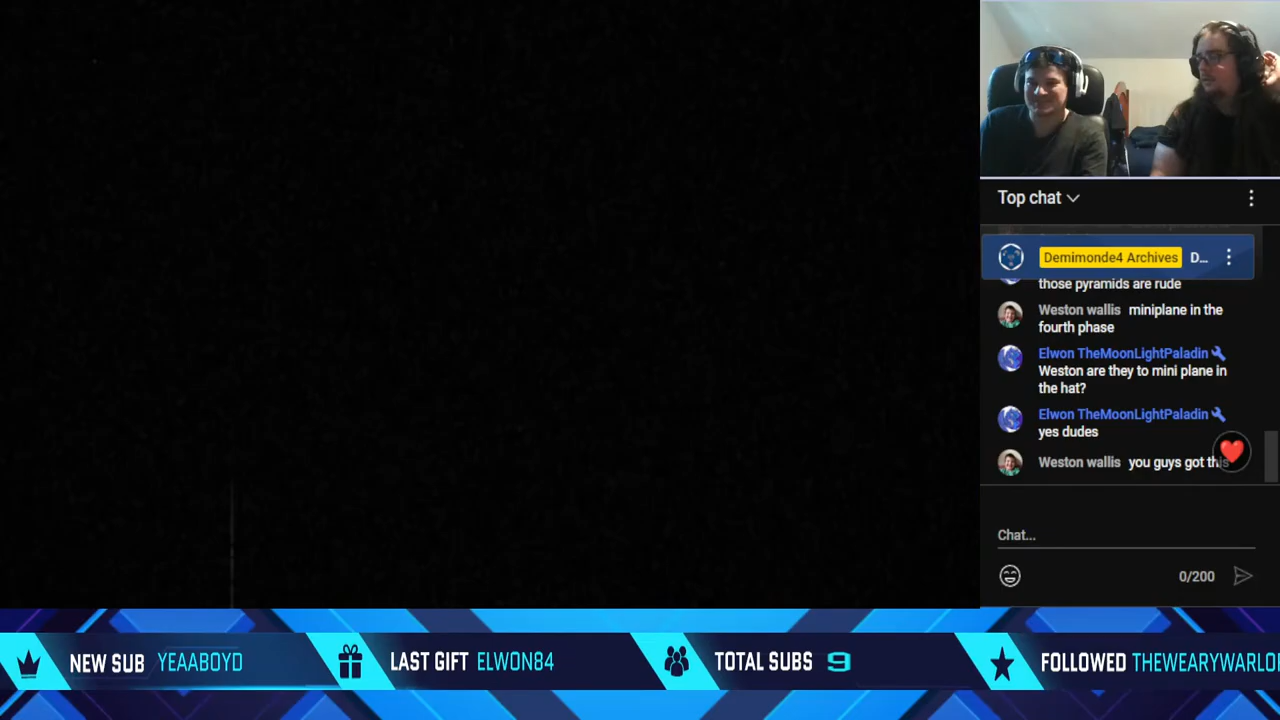 Top chat
Demimonde4 Archives D...
those pyramids are rude
Weston wallis miniplane in the
fourth phase
Elwon TheMoonLightPaladin
Weston are they to mini plane in
the hat?
Elwon TheMoonLightPaladin
yes dudes
Weston wallis you guys got this
Chat...
0/200
NEW SUB YEAABOYD
LAST GIFT ELWON84
TOTAL SUBS 9
FOLLOWED THEWEARYWARLO